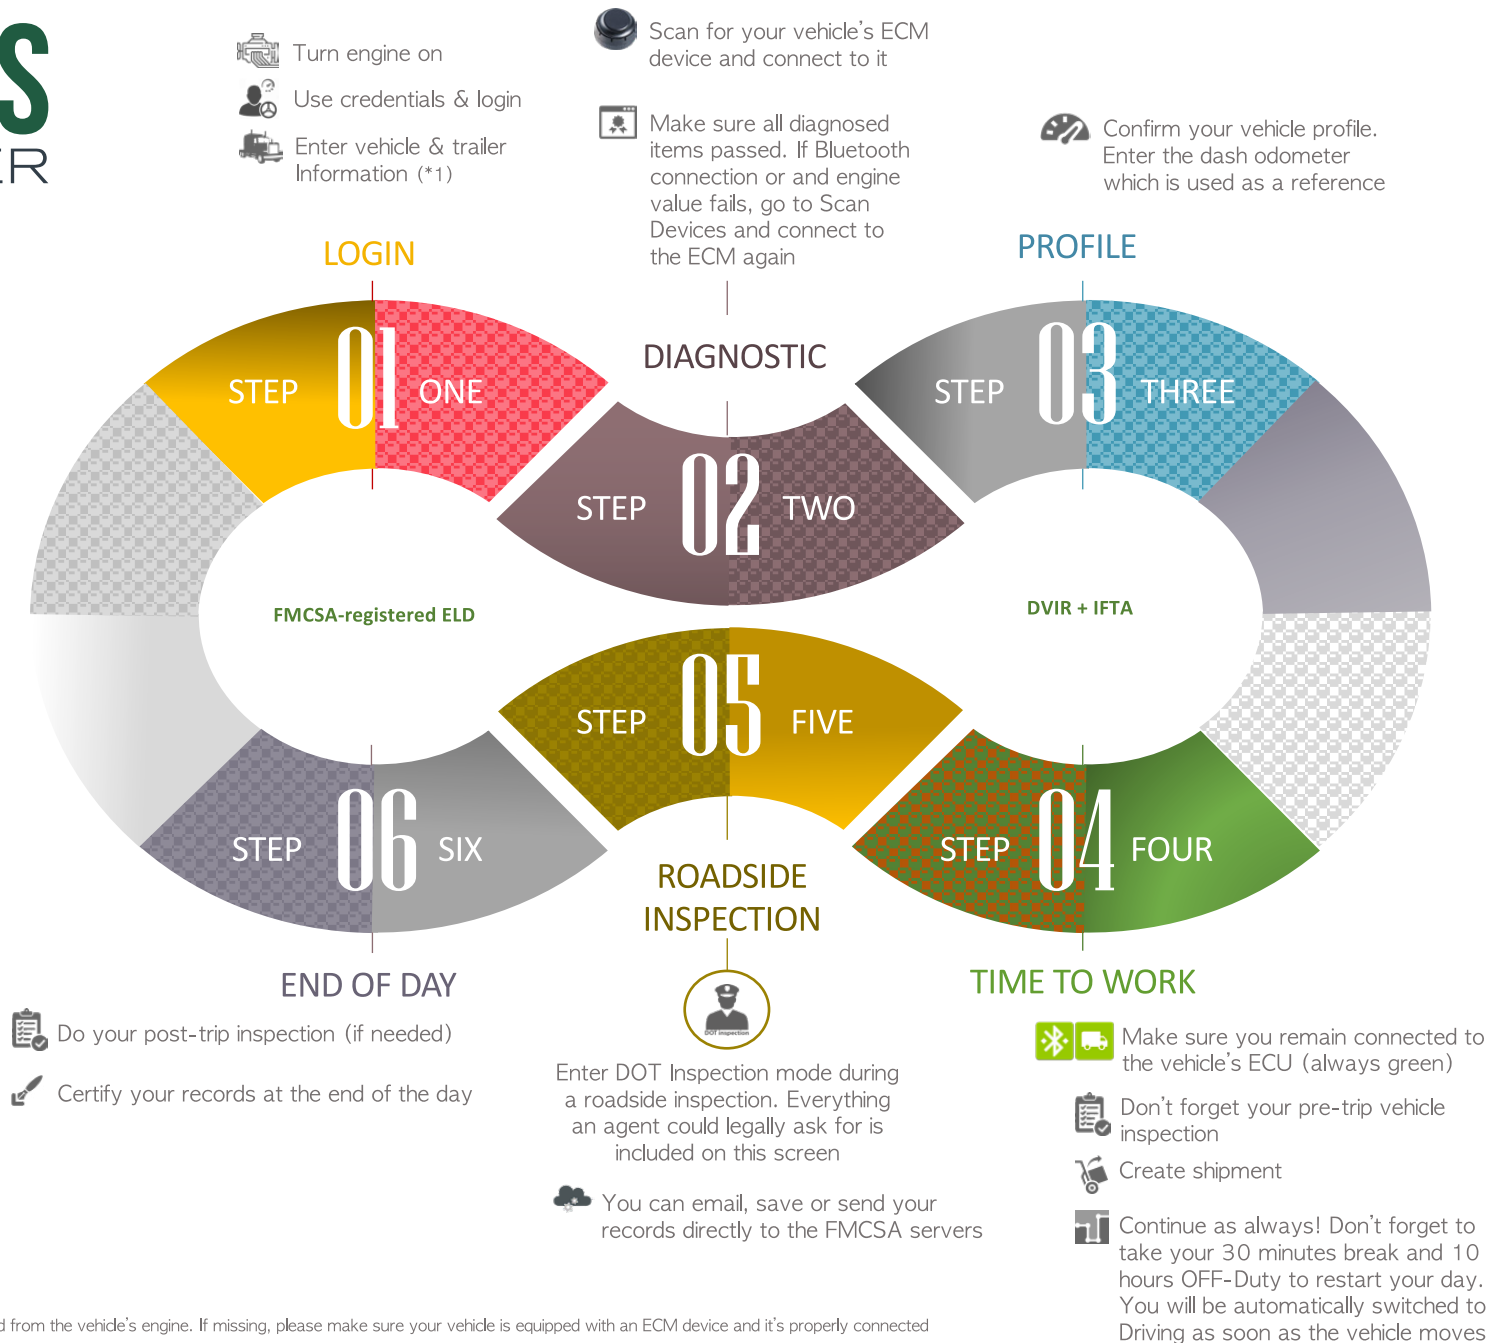 S
ER
Turn engine on
Use credentials & login
Enter vehicle & trailer
Information (*1)
LOGIN
STEP 01 ONE
Scan for your vehicle's ECM
device and connect to it
Make sure all diagnosed
items passed. If Bluetooth
connection or and engine
value fails, go to Scan
Devices and connect to
the ECM again
DIAGNOSTIC
STEP 02 TWO
Confirm your vehicle profile.
Enter the dash odometer
which is used as a reference
PROFILE
STEP 03 THREE
FMCSA-registered ELD
DVIR + IFTA
STEP 04 FOUR
TIME TO WORK
Make sure you remain connected to
the vehicle's ECU (always green)
Don't forget your pre-trip vehicle
inspection
Create shipment
Continue as always! Don't forget to
take your 30 minutes break and 10
hours OFF-Duty to restart your day.
You will be automatically switched to
Driving as soon as the vehicle moves
STEP 05 FIVE
ROADSIDE
INSPECTION
DOT inspection
Enter DOT Inspection mode during
a roadside inspection. Everything
an agent could legally ask for is
included on this screen
You can email, save or send your
records directly to the FMCSA servers
STEP 06 SIX
END OF DAY
Do your post-trip inspection (if needed)
Certify your records at the end of the day
d from the vehicle's engine. If missing, please make sure your vehicle is equipped with an ECM device and it's properly connected